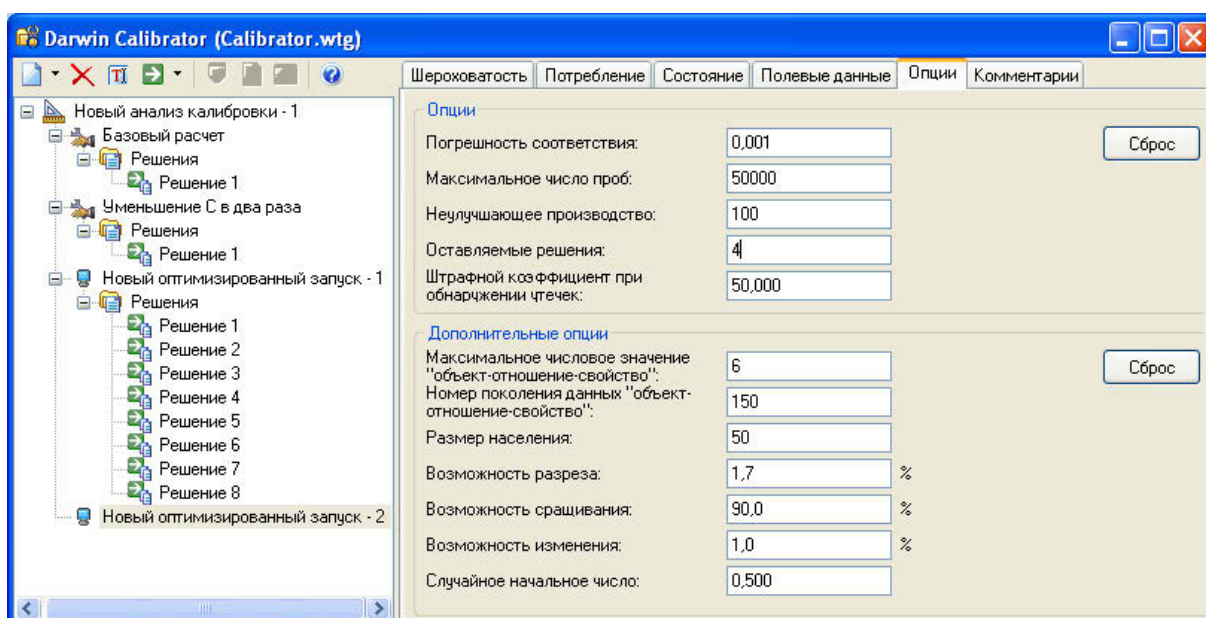 Darwin Calibrator (Calibrator.wtg)
Шероховатость Потребление Состояние Полевые данные Опции Комментарии
Новый анализ калибровки - 1
Базовый расчет
Решения
Решение 1
Уменьшение С в два раза
Решения
Решение 1
Новый оптимизированный запуск - 1
Решения
Решение 1
Решение 2
Решение 3
Решение 4
Решение 5
Решение 6
Решение 7
Решение 8
Новый оптимизированный запуск - 2
Опции
Погрешность соответствия: 0,001 Сброс
Максимальное число проб: 50000
Неулучшающее производство: 100
Оставляемые решения: 4
Штрафной коэффициент при
обнаружении утечек: 50,000
Дополнительные опции
Максимальное числовое значение
"объект-отношение-свойство": 6 Сброс
Номер поколения данных "объект-
отношение-свойство": 150
Размер населения: 50
Возможность разреза: 1,7 %
Возможность сращивания: 90,0 %
Возможность изменения: 1,0 %
Случайное начальное число: 0,500